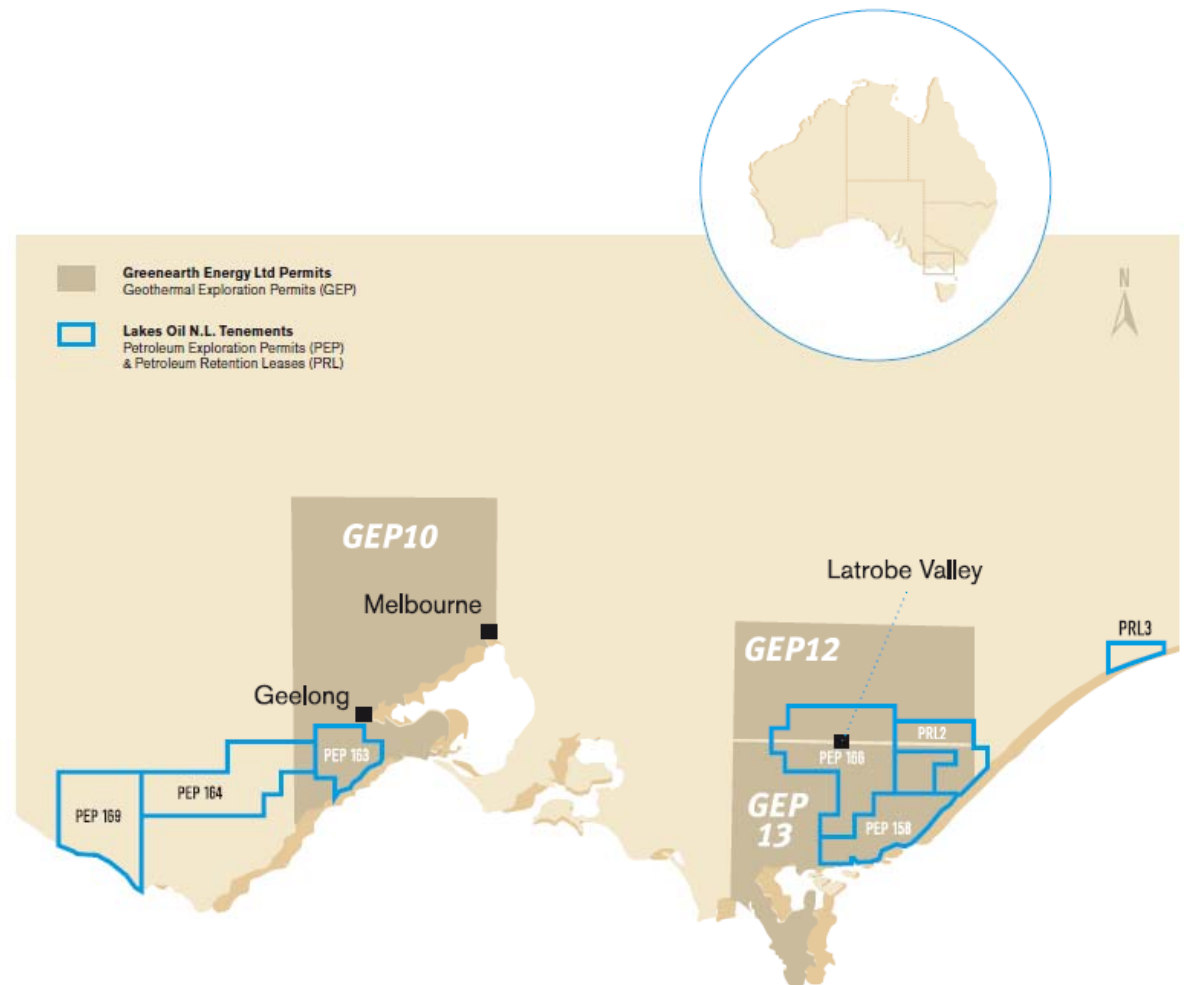 Greenearth Energy Ltd Permits
Geothermal Exploration Permits (GEP)
Lakes Oil N.L. Tenements
Petroleum Exploration Permits (PEP)
& Petroleum Retention Leases (PRL)
N
GEP10
Melbourne
Geelong
PEP 163
PEP 164
PEP 169
Latrobe Valley
PRL3
GEP12
PRL2
PEP 166
GEP
13
PEP 158